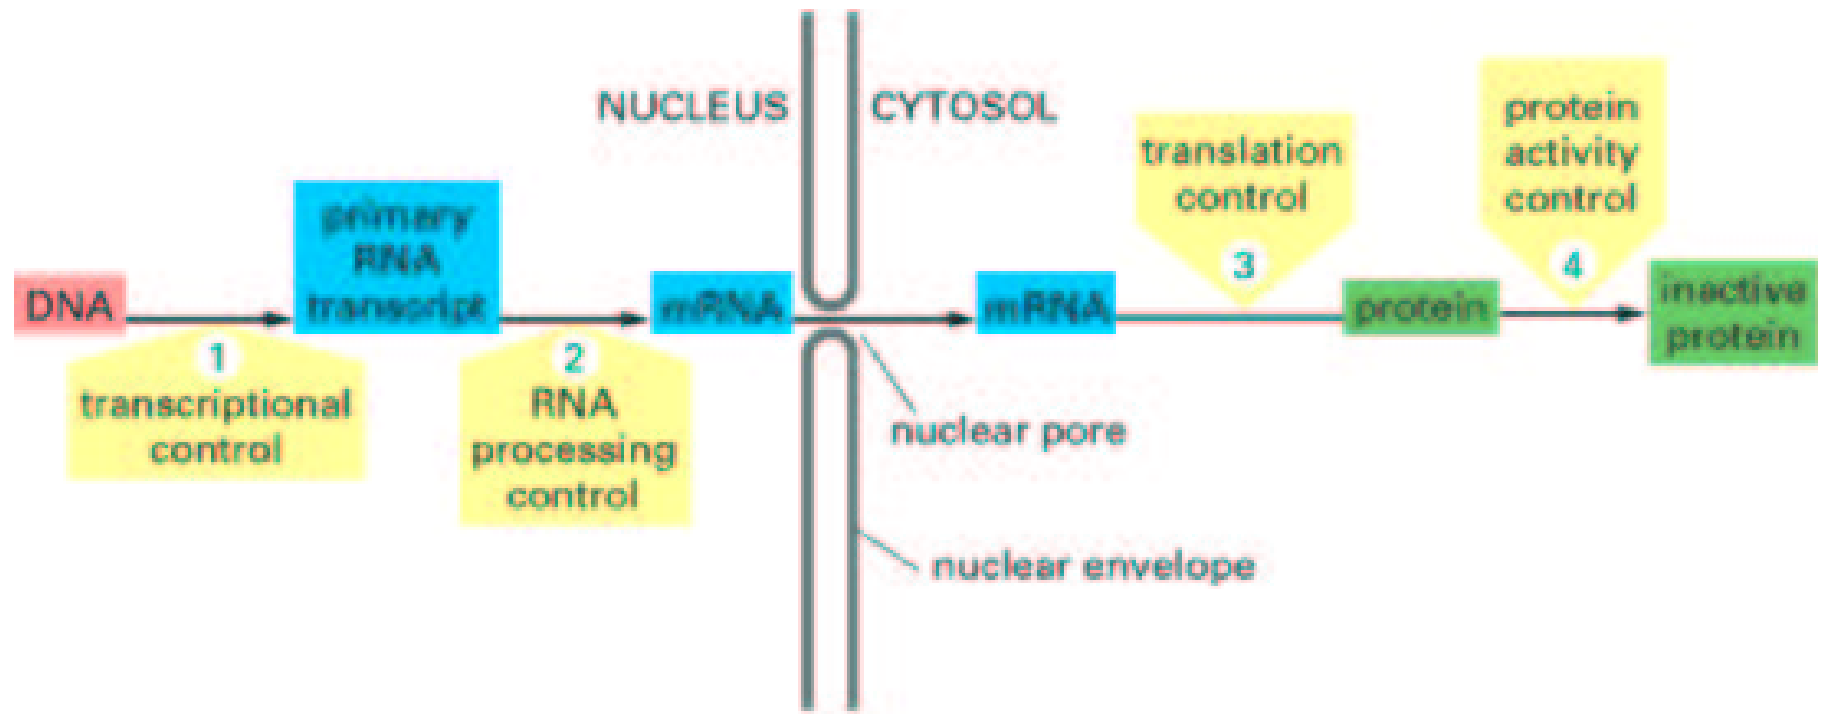 NUCLEUS
CYTOSOL
DNA
primary
RNA
transcript
mRNA
mRNA
protein
inactive
protein
1
transcriptional
control
2
RNA
processing
control
translation
control
3
protein
activity
control
4
nuclear pore
nuclear envelope